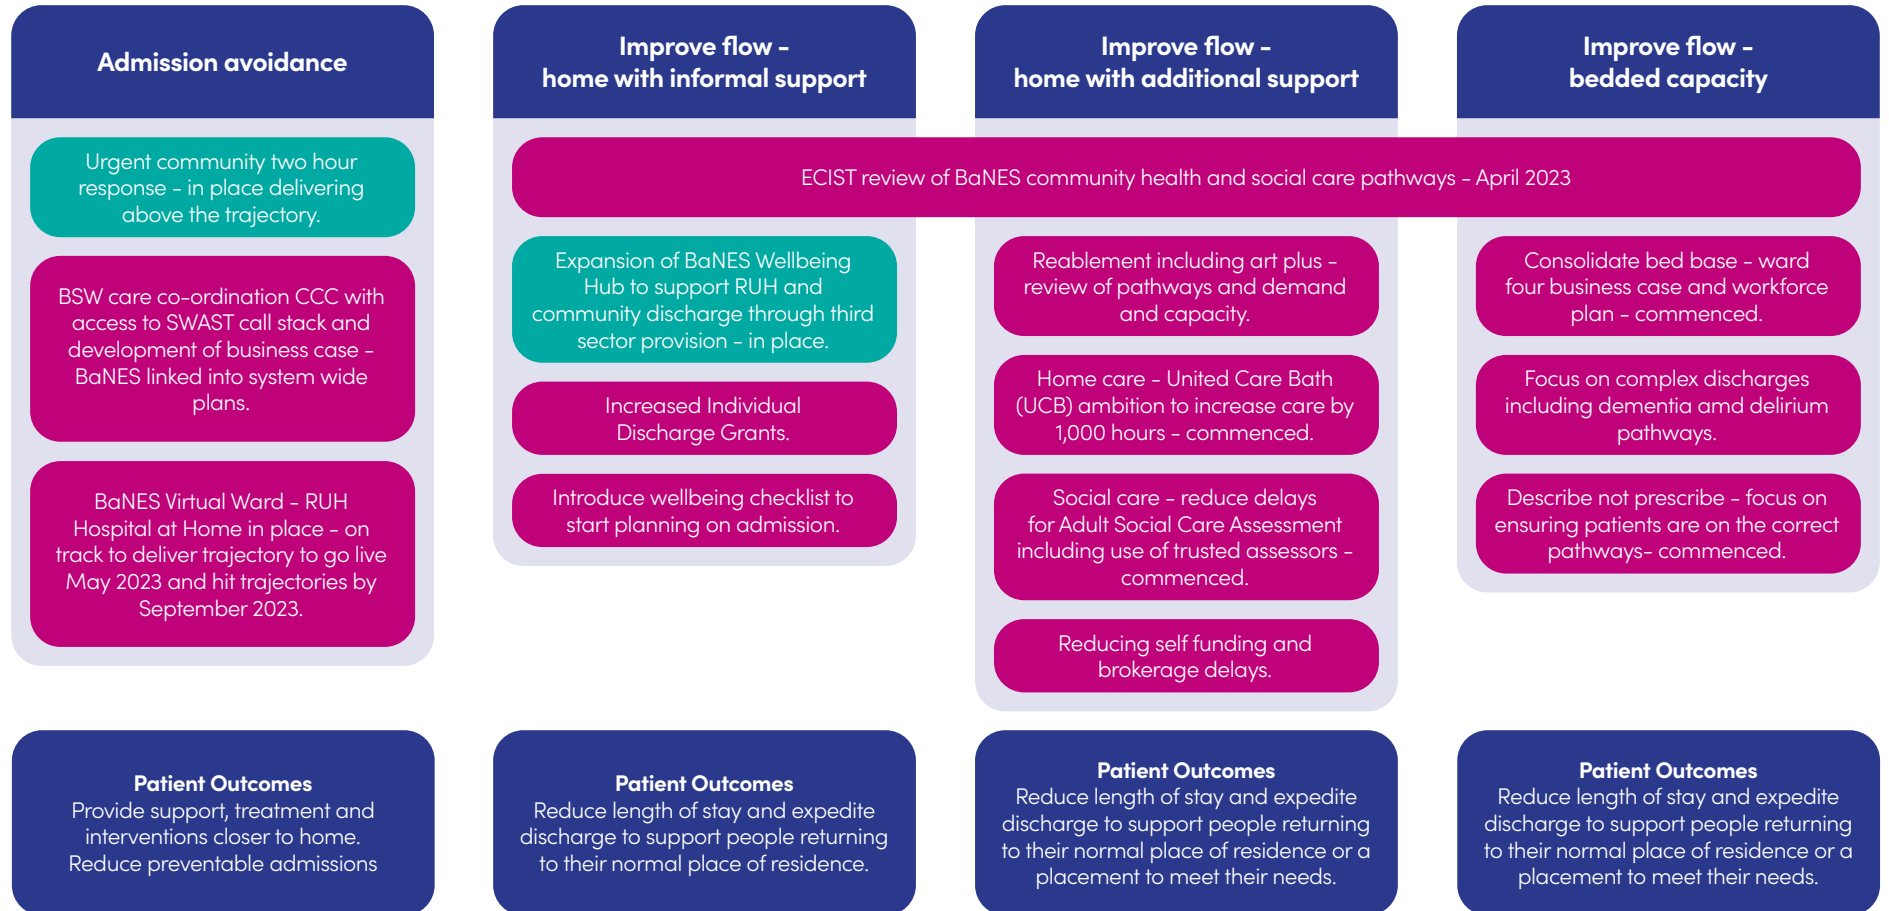 Admission avoidance
Urgent community two hour
response - in place delivering
above the trajectory.
BSW care co-ordination CCC with
access to SWAST call stack and
development of business case -
BaNES linked into system wide
plans.
BaNES Virtual Ward - RUH
Hospital at Home in place - on
track to deliver trajectory to go live
May 2023 and hit trajectories by
September 2023.
Patient Outcomes
Provide support, treatment and
interventions closer to home.
Reduce preventable admissions
Improve flow -
home with informal support
ECIST review of BaNES community health and social care pathways - April 2023
Expansion of BaNES Wellbeing
Hub to support RUH and
community discharge through third
sector provision - in place.
Increased Individual
Discharge Grants.
Introduce wellbeing checklist to
start planning on admission.
Patient Outcomes
Reduce length of stay and expedite
discharge to support people returning
to their normal place of residence.
Improve flow -
home with additional support
Reablement including art plus -
review of pathways and demand
and capacity.
Home care - United Care Bath
(UCB) ambition to increase care by
1,000 hours - commenced.
Social care - reduce delays
for Adult Social Care Assessment
including use of trusted assessors -
commenced.
Reducing self funding and
brokerage delays.
Patient Outcomes
Reduce length of stay and expedite
discharge to support people returning
to their normal place of residence or a
placement to meet their needs.
Improve flow -
bedded capacity
Consolidate bed base - ward
four business case and workforce
plan - commenced.
Focus on complex discharges
including dementia amd delirium
pathways.
Describe not prescribe - focus on
ensuring patients are on the correct
pathways- commenced.
Patient Outcomes
Reduce length of stay and expedite
discharge to support people returning
to their normal place of residence or a
placement to meet their needs.